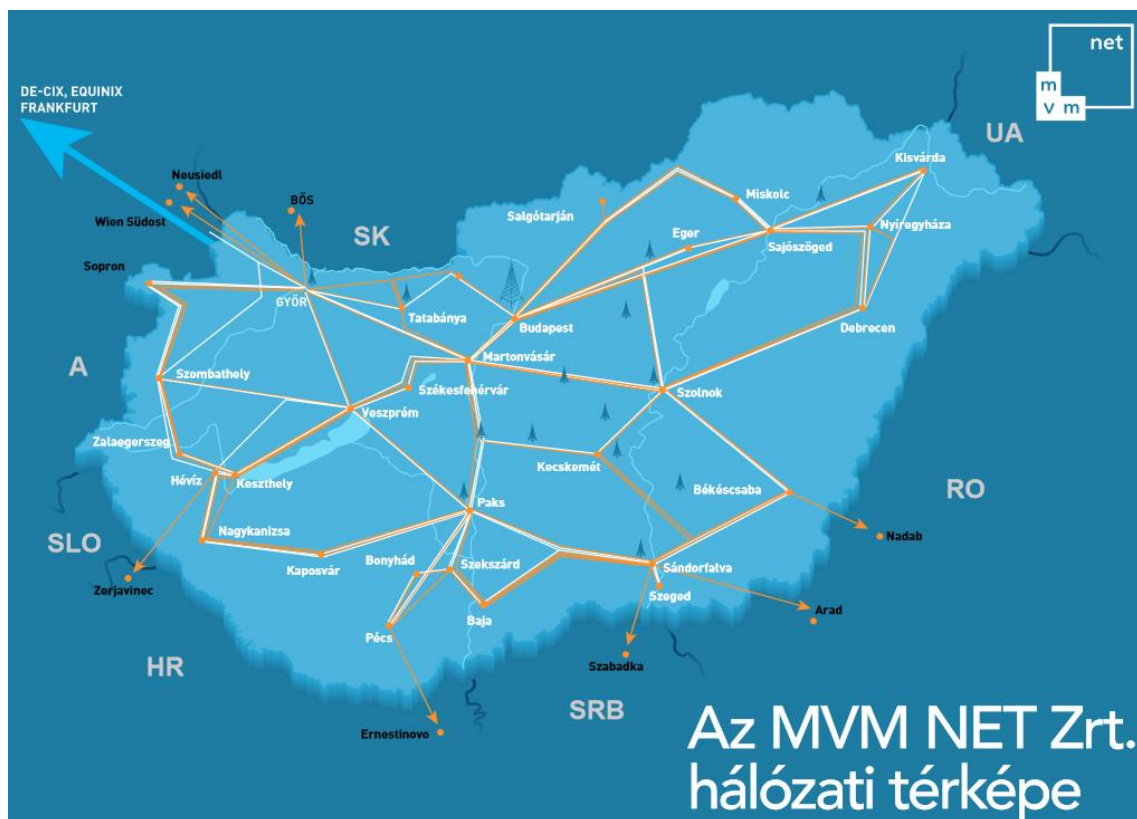 net
m
v m
DE-CIX, EQUINIX
FRANKFURT
UA
Kisvárda
Neusiedl
Miskolc
Wien Südost
BŐS
Salgótarján
Nyíregyháza
SK
Eger
Sajószöged
Sopron
GYŐR
Tatabánya
Budapest
Debrecen
Martonvásár
A
Szombathely
Székesfehérvár
Szolnok
Veszprém
Zalaegerszeg
Kecskemét
Hévíz
Keszthely
Békéscsaba
RO
Paks
Nagykanizsa
Nadab
SLO
Kaposvár
Bonyhád
Szekszárd
Sándorfalva
Zerjavinec
Szeged
Arad
Baja
Pécs
HR
Szabadka
SRB
Ernestinovo
Az MVM NET Zrt.
hálózati térképe